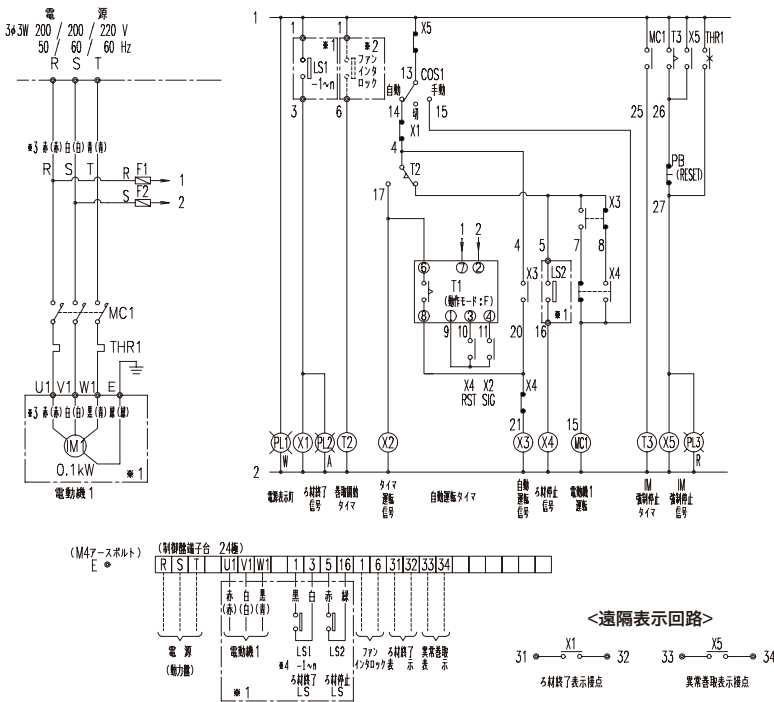 電 源
3φ3W 200 / 200 / 220 V
50 / 60 / 60 Hz
R S T
※3 赤(赤) 白(白) 青(青)
R S T
R F1 1
S F2 2
MC1
THR1
U1 V1 W1 E
※3 赤(赤) 白(白) 黒(青) 緑(緑)
IM1
0.1kW
※1
電動機1
1
1 ※1
LS1
-1~n
3
1 ※2
ファン
インタ
ロック
6
X5
13 COS1
自動 切 手動
14 15
X1
4
T2
17
1 2
⑥ ⑦ ②
T1
(動作モード:F)
⑧ ① ③ ④
9 10 11
X4 X2
RST SIG
4
X3
20
X4
21
5
LS2
※1
16
X3
7 8
X4
15
MC1 T3 X5 THR1
25 26
PB
(RESET)
27
PL1 X1 PL2 T2 X2 X3 X4 MC1 T3 X5 PL3
W A R
2
電源表示灯
ろ材終了
信号
巻取間動
タイマ
タイマ
運転
信号
自動運転タイマ
自動
運転
信号
ろ材停止
信号
電動機1
運転
IM
強制停止
タイマ
IM
強制停止
信号
(M4アースボルト)
E
(制御盤端子台 24極)
R S T U1 V1 W1 1 3 5 16 1 6 31 32 33 34
赤 白 黒 黒 白 赤 緑
(赤) (白) (青)
電 源
(動力盤)
電動機1
LS1
※4 -1~n
ろ材終了
LS
LS2
ろ材停止
LS
※1
ファン
インタロック
ろ材終了
表 示
異常巻取
表 示
<遠隔表示回路>
31 X1 32
ろ材終了表示接点
33 X5 34
異常巻取表示接点